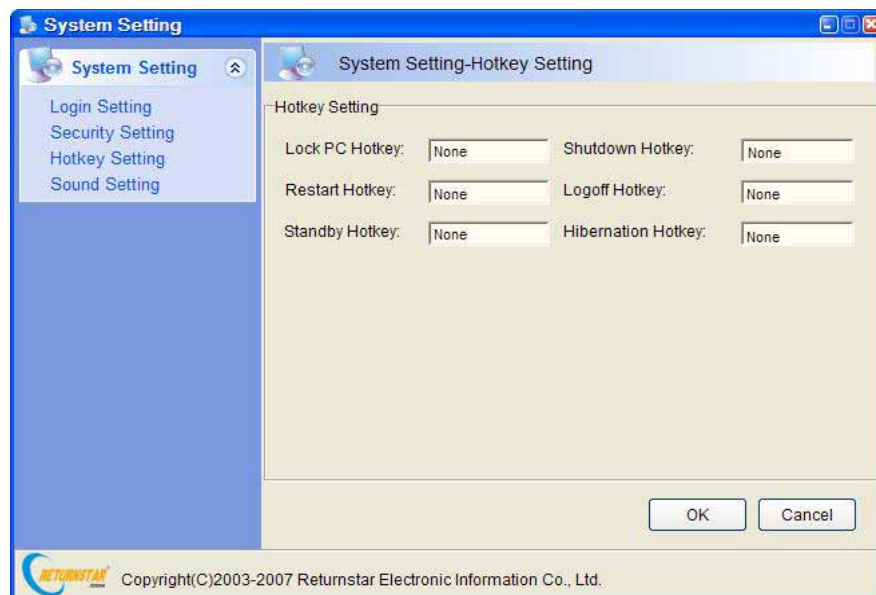 System Setting
System Setting
Login Setting
Security Setting
Hotkey Setting
Sound Setting
System Setting-Hotkey Setting
Hotkey Setting
Lock PC Hotkey: None Shutdown Hotkey: None
Restart Hotkey: None Logoff Hotkey: None
Standby Hotkey: None Hibernation Hotkey: None
OK Cancel
RETURNSTAR
Copyright(C)2003-2007 Returnstar Electronic Information Co., Ltd.